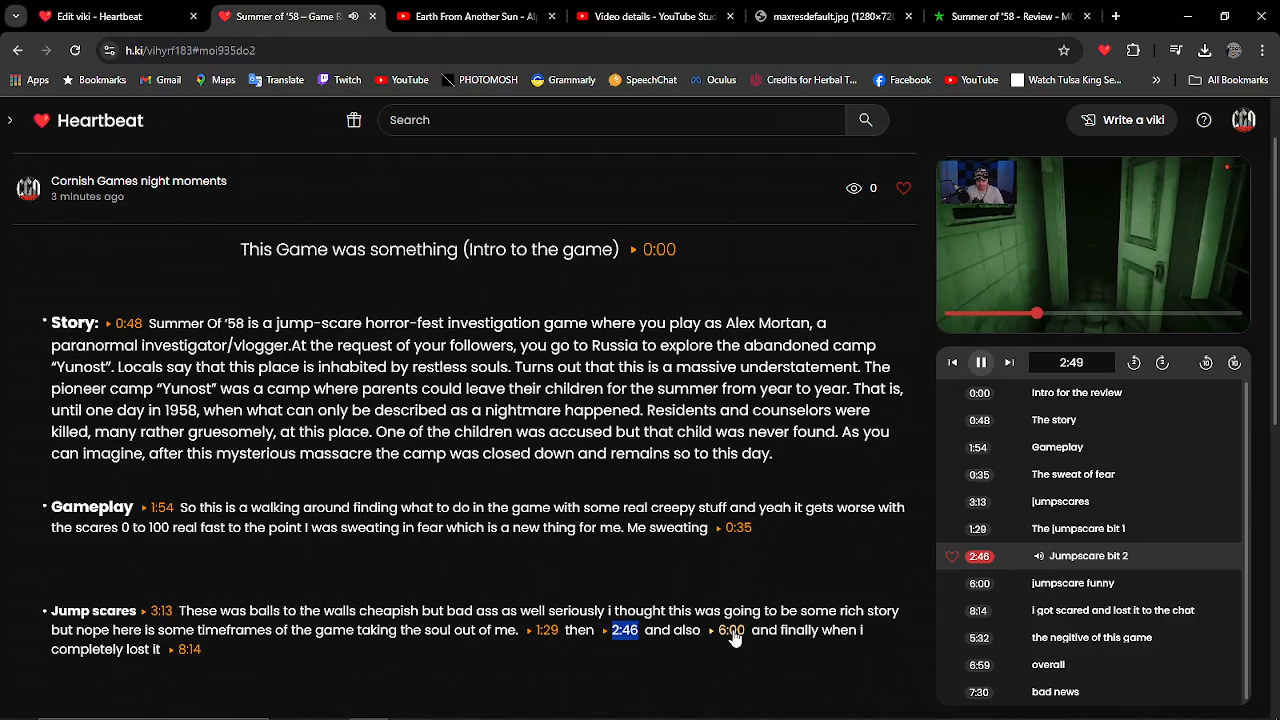 Edit viki - Heartbeat
Summer of '58 - Game R
Earth From Another Sun - Al
Video details - YouTube Stud
maxresdefault.jpg (1280×72
Summer of '58 - Review - M
h.ki/vihyrf183#moi935do2
Apps
Bookmarks
Gmail
Maps
Translate
Twitch
YouTube
PHOTOMOSH
Grammarly
SpeechChat
Oculus
Credits for Herbal T...
Facebook
YouTube
Watch Tulsa King Se...
All Bookmarks
Heartbeat
Search
Write a viki
Cornish Games night moments
3 minutes ago
0
This Game was something (Intro to the game) 0:00
Story: 0:48 Summer Of '58 is a jump-scare horror-fest investigation game where you play as Alex Mortan, a
paranormal investigator/vlogger.At the request of your followers, you go to Russia to explore the abandoned camp
“Yunost”. Locals say that this place is inhabited by restless souls. Turns out that this is a massive understatement. The
pioneer camp “Yunost” was a camp where parents could leave their children for the summer from year to year. That is,
until one day in 1958, when what can only be described as a nightmare happened. Residents and counselors were
killed, many rather gruesomely, at this place. One of the children was accused but that child was never found. As you
can imagine, after this mysterious massacre the camp was closed down and remains so to this day.
Gameplay 1:54 So this is a walking around finding what to do in the game with some real creepy stuff and yeah it gets worse with
the scares 0 to 100 real fast to the point I was sweating in fear which is a new thing for me. Me sweating 0:35
Jump scares 3:13 These was balls to the walls cheapish but bad ass as well seriously i thought this was going to be some rich story
but nope here is some timeframes of the game taking the soul out of me. 1:29 then 2:46 and also 6:00 and finally when i
completely lost it 8:14
2:49
0:00 Intro for the review
0:48 The story
1:54 Gameplay
0:35 The sweat of fear
3:13 jumpscares
1:29 The jumpscare bit 1
2:46 Jumpscare bit 2
6:00 jumpscare funny
8:14 i got scared and lost it to the chat
5:32 the negitive of this game
6:59 overall
7:30 bad news